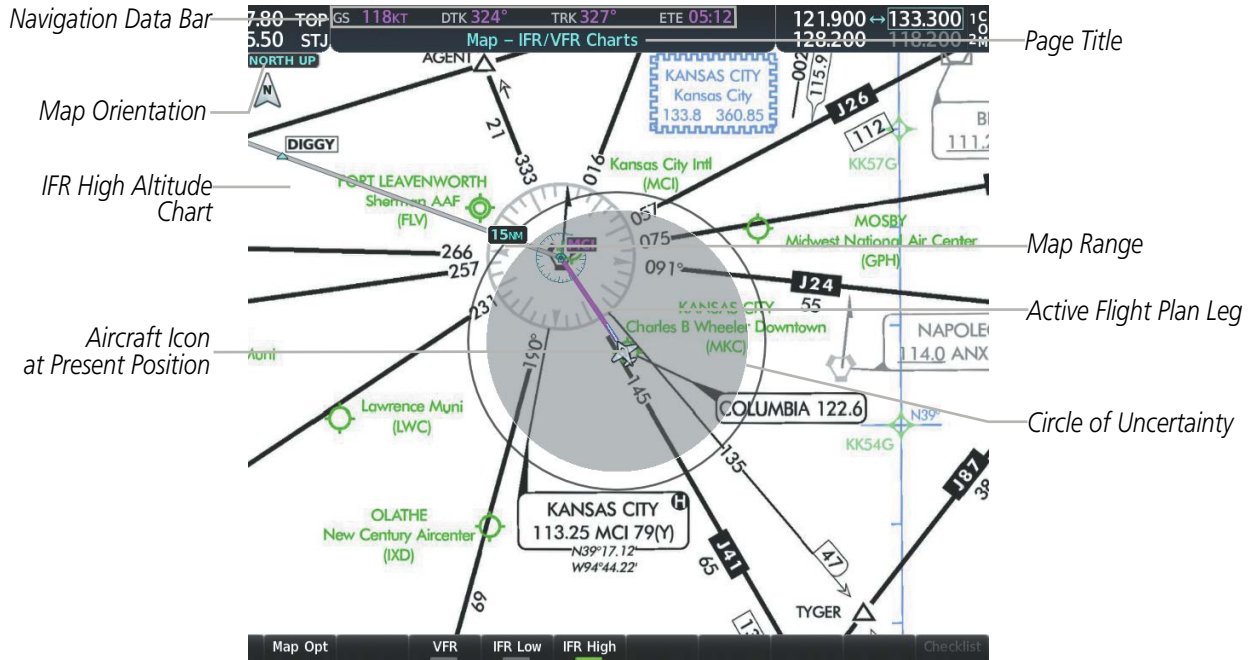 Navigation Data Bar
Map Orientation
IFR High Altitude
Chart
Aircraft Icon
at Present Position
Page Title
Map Range
Active Flight Plan Leg
Circle of Uncertainty
7.80 TOP
5.50 STJ
GS 118KT DTK 324° TRK 327° ETE 05:12
Map – IFR/VFR Charts
121.900 ↔ 133.300
128.200 118.200
NORTH UP
N
AGENT
21
333
016
KANSAS CITY
Kansas City
133.8 360.85
002
115.9
J26
112
KK57G
111.2
DIGGY
FORT LEAVENWORTH
Sherman AAF
(FLV)
Kansas City Intl
(MCI)
057
075
091°
MOSBY
Midwest National Air Center
(GPH)
15NM
MCI
266
257
231
190°
J24
55
KANSAS CITY
Charles B Wheeler Downtown
(MKC)
NAPOLE
114.0 ANX
Muni
145
COLUMBIA 122.6
Lawrence Muni
(LWC)
N39°
KK54G
135
J87
OLATHE
New Century Aircenter
(IXD)
KANSAS CITY
H
113.25 MCI 79(Y)
N39°17.12'
W94°44.22'
J41
65
47
69
TYGER
Map Opt VFR IFR Low IFR High Checklist